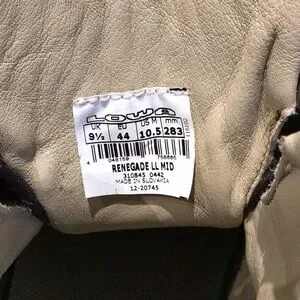 LOWA
UK EU US M mm
9½ 44 10.5 283
RENEGADE LL MID
310845 0442
MADE IN SLOVAKIA
12-20745